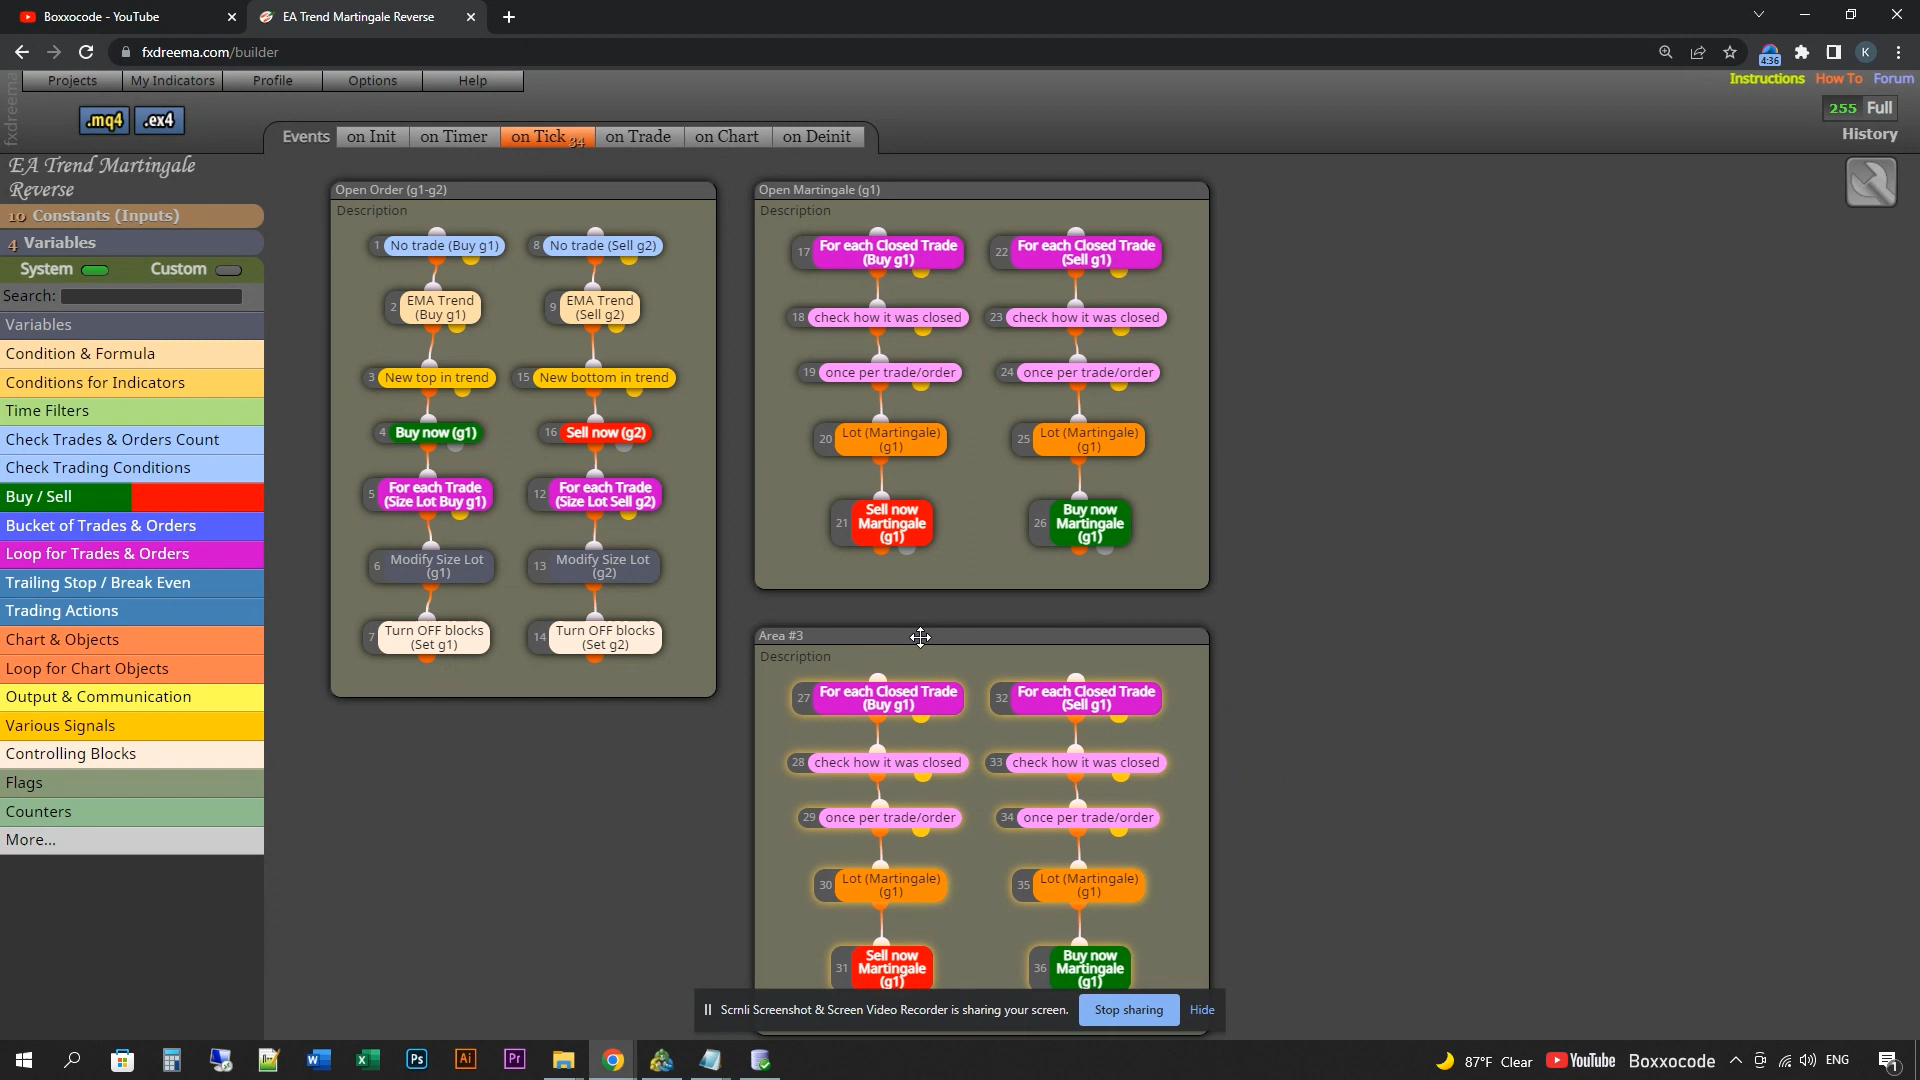 Boxxocode - YouTube
EA Trend Martingale Reverse
fxdreema.com/builder
4:36
K
Projects
My Indicators
Profile
Options
Help
Instructions
How To
Forum
fxdreema
.mq4
.ex4
255 Full
History
Events
on Init
on Timer
on Tick 34
on Trade
on Chart
on Deinit
EA Trend Martingale
Reverse
10 Constants (Inputs)
4 Variables
System
Custom
Search:
Variables
Condition & Formula
Conditions for Indicators
Time Filters
Check Trades & Orders Count
Check Trading Conditions
Buy / Sell
Bucket of Trades & Orders
Loop for Trades & Orders
Trailing Stop / Break Even
Trading Actions
Chart & Objects
Loop for Chart Objects
Output & Communication
Various Signals
Controlling Blocks
Flags
Counters
More...
Open Order (g1-g2)
Description
1 No trade (Buy g1)
8 No trade (Sell g2)
2 EMA Trend
(Buy g1)
9 EMA Trend
(Sell g2)
3 New top in trend
15 New bottom in trend
4 Buy now (g1)
16 Sell now (g2)
5 For each Trade
(Size Lot Buy g1)
12 For each Trade
(Size Lot Sell g2)
6 Modify Size Lot
(g1)
13 Modify Size Lot
(g2)
7 Turn OFF blocks
(Set g1)
14 Turn OFF blocks
(Set g2)
Open Martingale (g1)
Description
17 For each Closed Trade
(Buy g1)
22 For each Closed Trade
(Sell g1)
18 check how it was closed
23 check how it was closed
19 once per trade/order
24 once per trade/order
20 Lot (Martingale)
(g1)
25 Lot (Martingale)
(g1)
21 Sell now
Martingale
(g1)
26 Buy now
Martingale
(g1)
Area #3
Description
27 For each Closed Trade
(Buy g1)
32 For each Closed Trade
(Sell g1)
28 check how it was closed
33 check how it was closed
29 once per trade/order
34 once per trade/order
30 Lot (Martingale)
(g1)
35 Lot (Martingale)
(g1)
31 Sell now
Martingale
(g1)
36 Buy now
Martingale
(g1)
Scrnli Screenshot & Screen Video Recorder is sharing your screen.
Stop sharing
Hide
W
X
Ps
Ai
Pr
87°F Clear
YouTube
Boxxocode
ENG
1